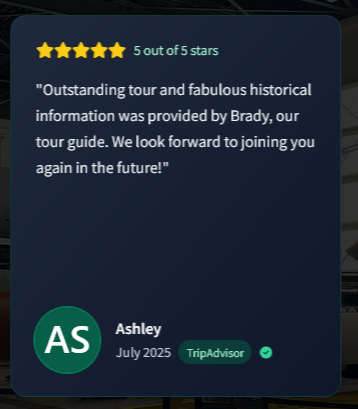 5 out of 5 stars
"Outstanding tour and fabulous historical
information was provided by Brady, our
tour guide. We look forward to joining you
again in the future!"
AS
Ashley
July 2025 TripAdvisor